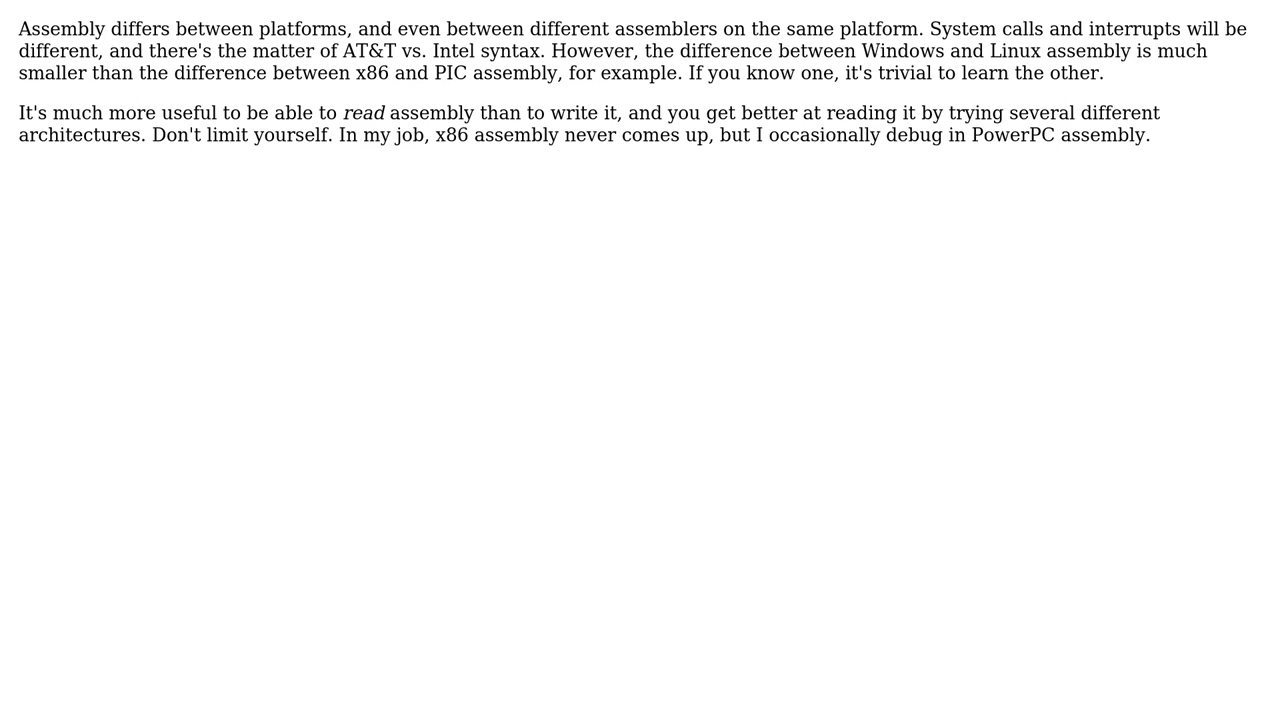 Assembly differs between platforms, and even between different assemblers on the same platform. System calls and interrupts will be
different, and there's the matter of AT&T vs. Intel syntax. However, the difference between Windows and Linux assembly is much
smaller than the difference between x86 and PIC assembly, for example. If you know one, it's trivial to learn the other.
It's much more useful to be able to read assembly than to write it, and you get better at reading it by trying several different
architectures. Don't limit yourself. In my job, x86 assembly never comes up, but I occasionally debug in PowerPC assembly.